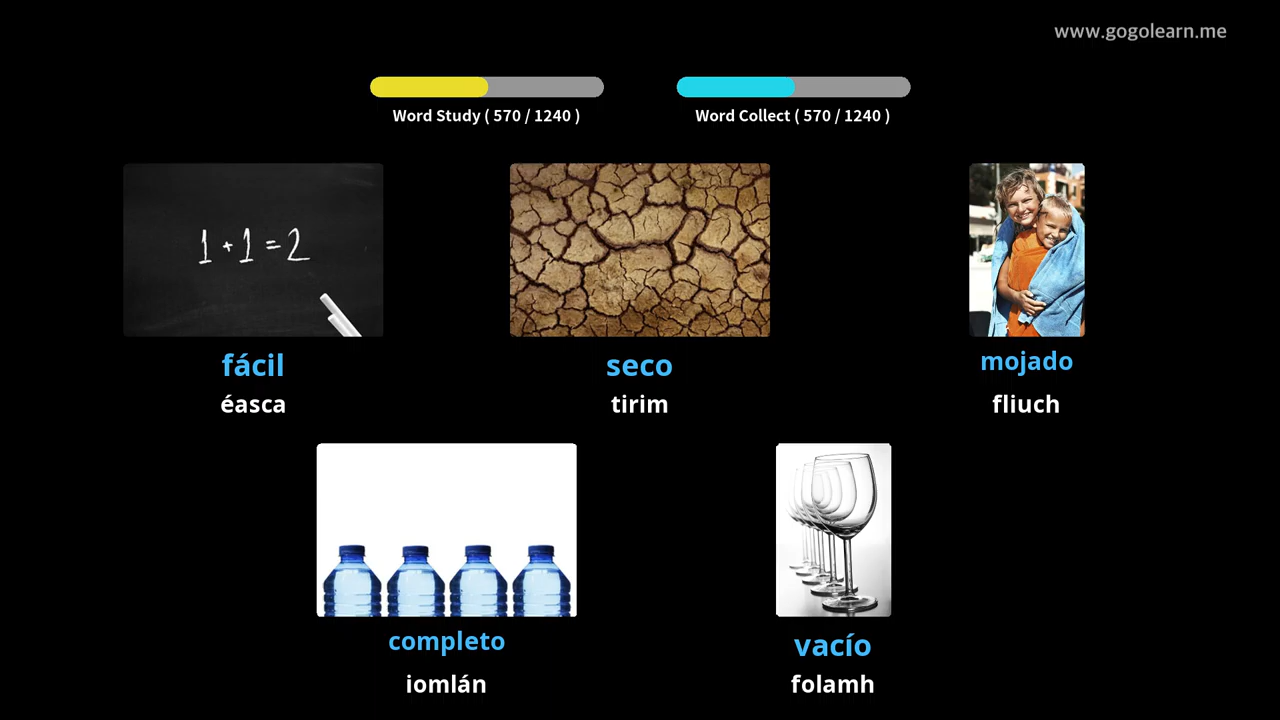 www.gogolearn.me
Word Study ( 570 / 1240 )
Word Collect ( 570 / 1240 )
1 + 1 = 2
fácil
éasca
seco
tirim
mojado
fliuch
completo
iomlán
vacío
folamh